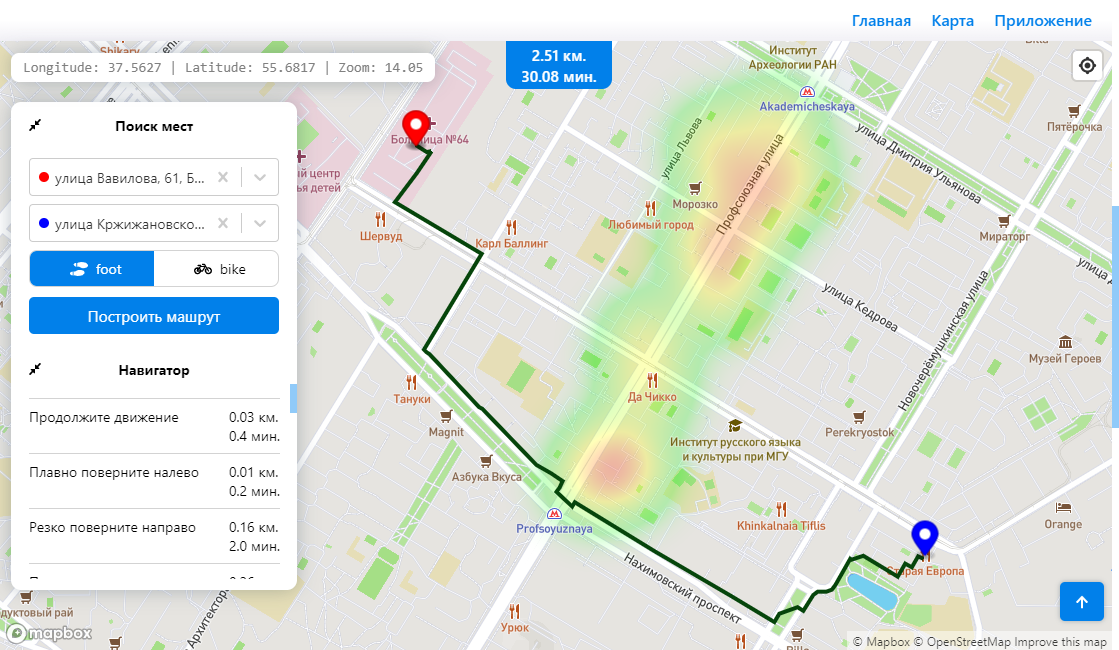 Главная Карта Приложение
Longitude: 37.5627 | Latitude: 55.6817 | Zoom: 14.05
2.51 км.
30.08 мин.
Поиск мест
улица Вавилова, 61, Б...
улица Кржижановско...
foot bike
Построить машрут
Навигатор
Продолжите движение 0.03 км.
0.4 мин.
Плавно поверните налево 0.01 км.
0.2 мин.
Резко поверните направо 0.16 км.
2.0 мин.
Shikary
Институт
Археологии РАН
Akademicheskaya
Пятёрочка
улица Дмитрия Ульянова
улица Львова
Больница №64
й центр
ья детей
Шервуд
Карл Баллинг
Любимый город
Морозко
Профсоюзная улица
Мираторг
улица
улица Кедрова
Новочерёмушкинская улица
Музей Героев
Тануки
Magnit
Азбука Вкуса
Да Чикко
Институт русского языка
и культуры при МГУ
Perekryostok
Profsoyuznaya
Khinkalnaia Tiflis
Orange
Старая Европа
Нахимовский проспект
Урюк
дуктовый рай
Архитектор
mapbox
© Mapbox © OpenStreetMap Improve this map